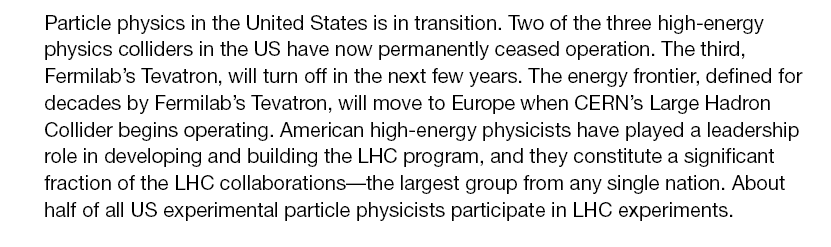 Particle physics in the United States is in transition. Two of the three high-energy
physics colliders in the US have now permanently ceased operation. The third,
Fermilab's Tevatron, will turn off in the next few years. The energy frontier, defined for
decades by Fermilab's Tevatron, will move to Europe when CERN's Large Hadron
Collider begins operating. American high-energy physicists have played a leadership
role in developing and building the LHC program, and they constitute a significant
fraction of the LHC collaborations—the largest group from any single nation. About
half of all US experimental particle physicists participate in LHC experiments.